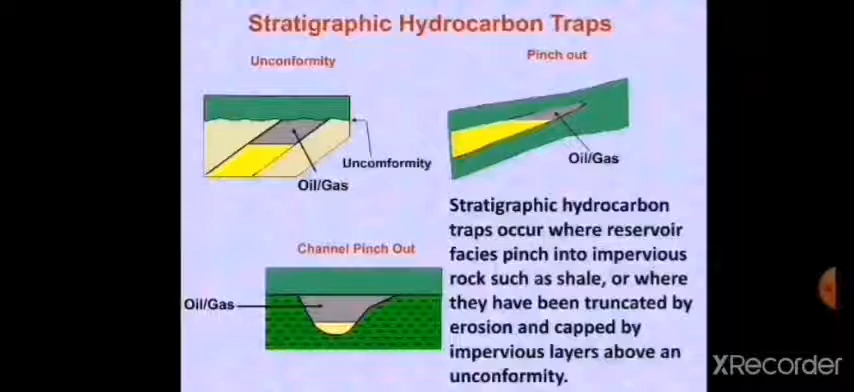 Stratigraphic Hydrocarbon Traps
Unconformity
Pinch out
Uncomformity
Oil/Gas
Oil/Gas
Channel Pinch Out
Oil/Gas
Stratigraphic hydrocarbon
traps occur where reservoir
facies pinch into impervious
rock such as shale, or where
they have been truncated by
erosion and capped by
impervious layers above an
unconformity.
XRecorder